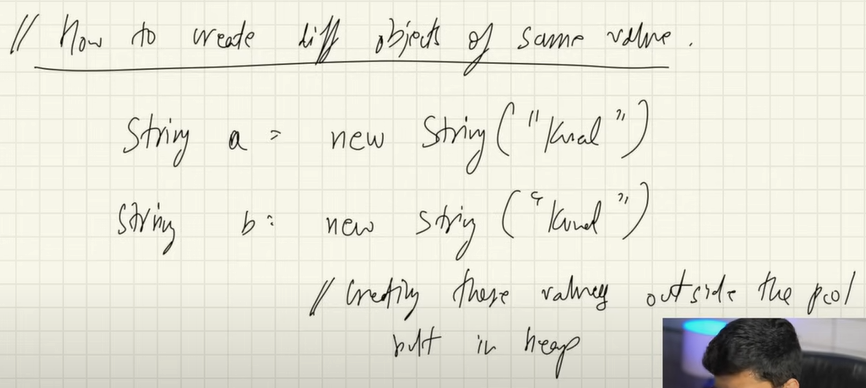 // How to create diff objects of same value.
String a = new String("Kunal")
String b = new String("Kunal")
// Creating these values outside the pool
but in heap